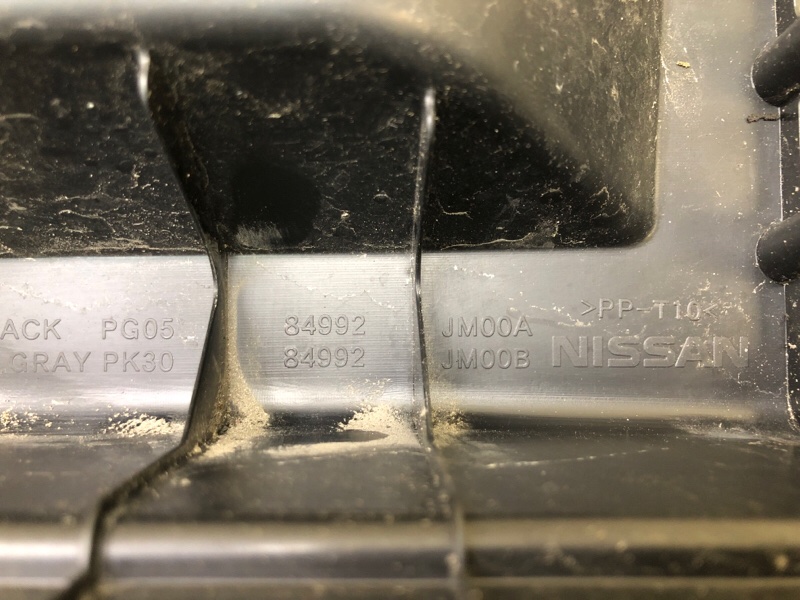 ACK PG05 84992 JM00A >PP-T10<
GRAY PK30 84992 JM00B NISSAN